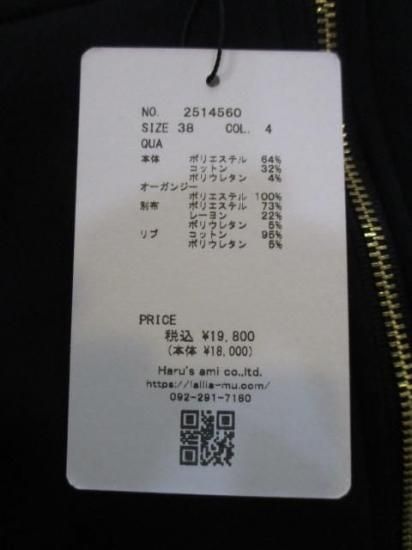 NO. 2514560
SIZE 38 COL. 4
QUA
本体 ポリエステル 64%
コットン 32%
ポリウレタン 4%
オーガンジー
ポリエステル 100%
別布 ポリエステル 73%
レーヨン 22%
ポリウレタン 5%
リブ コットン 95%
ポリウレタン 5%
PRICE
税込 ¥19,800
(本体 ¥18,000)
Haru's ami co.,ltd.
https://lallia-mu.com/
092-291-7180